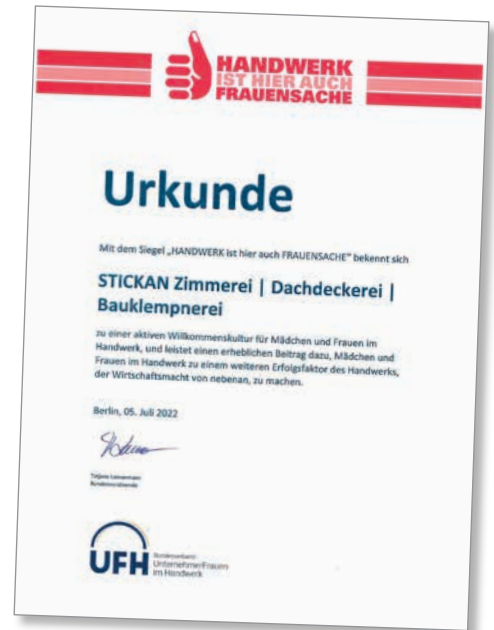 HANDWERK
IST HIER AUCH
FRAUENSACHE
Urkunde
Mit dem Siegel „HANDWERK ist hier auch FRAUENSACHE" bekennt sich
STICKAN Zimmerei | Dachdeckerei |
Bauklempnerei
zu einer aktiven Willkommenskultur für Mädchen und Frauen im
Handwerk, und leistet einen erheblichen Beitrag dazu, Mädchen und
Frauen im Handwerk zu einem weiteren Erfolgsfaktor des Handwerks,
der Wirtschaftsmacht von nebenan, zu machen.
Berlin, 05. Juli 2022
Bundesvorsitzende
UFH
Bundesverband
UnternehmerFrauen
im Handwerk